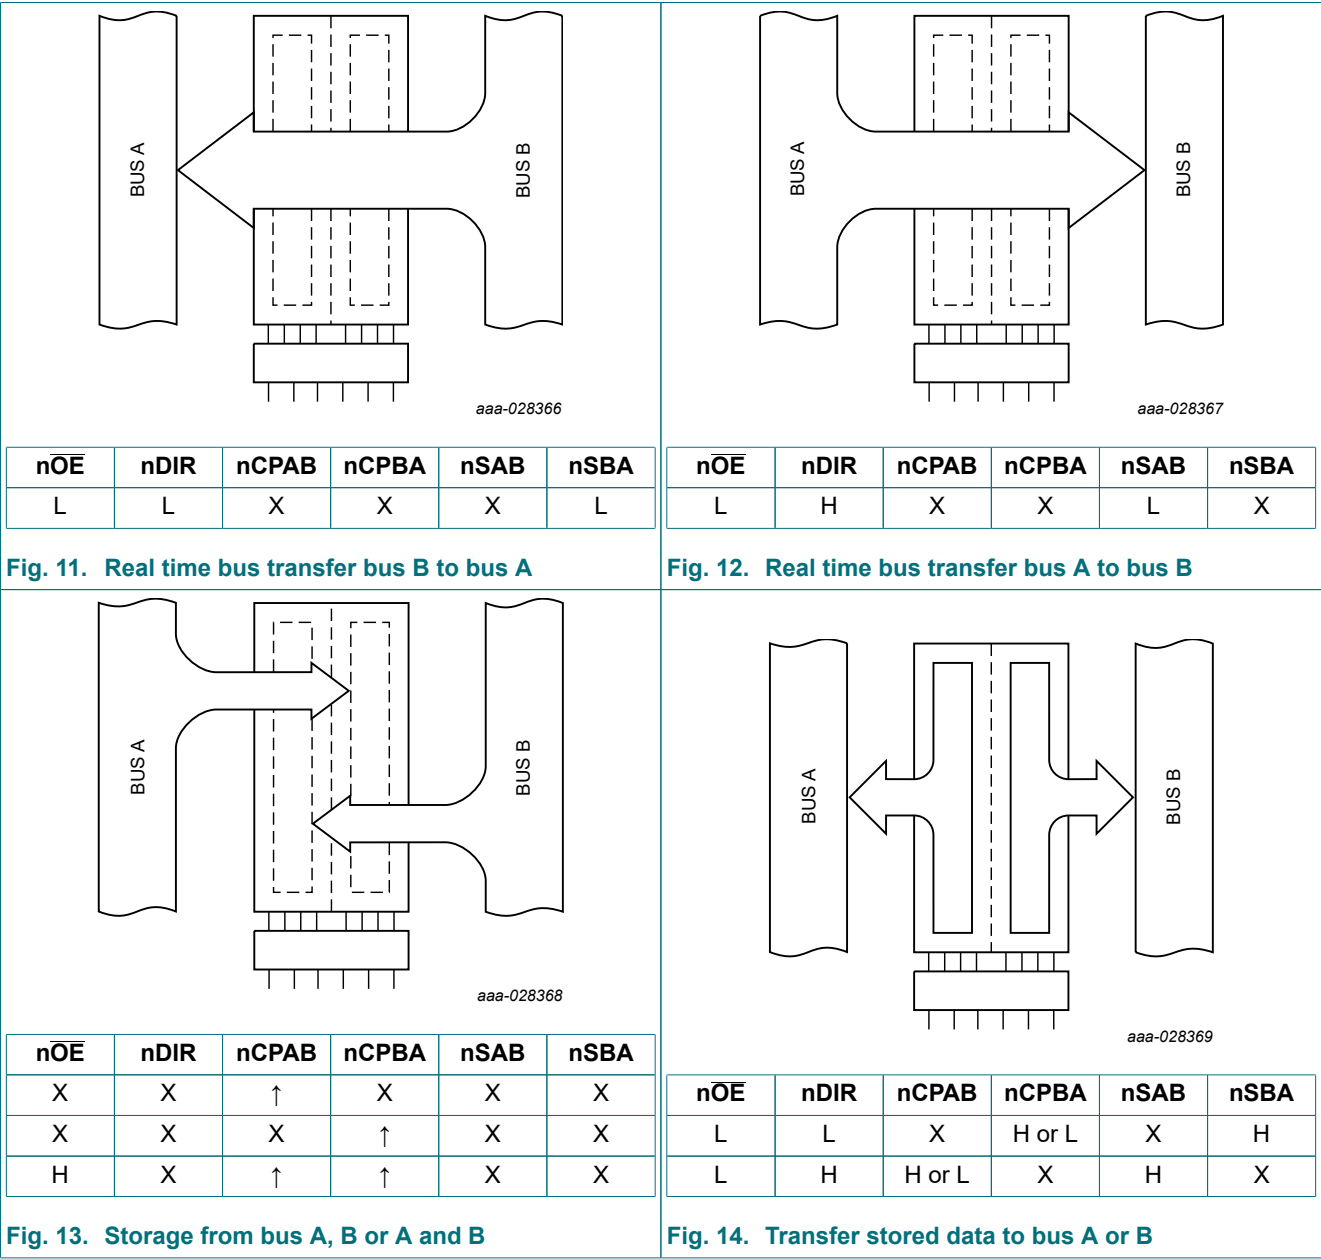 BUS A
BUS B
aaa-028366
nOE nDIR nCPAB nCPBA nSAB nSBA
L L X X X L
Fig. 11. Real time bus transfer bus B to bus A
BUS A
BUS B
aaa-028367
nOE nDIR nCPAB nCPBA nSAB nSBA
L H X X L X
Fig. 12. Real time bus transfer bus A to bus B
BUS A
BUS B
aaa-028368
nOE nDIR nCPAB nCPBA nSAB nSBA
X X ↑ X X X
X X X ↑ X X
H X ↑ ↑ X X
Fig. 13. Storage from bus A, B or A and B
BUS A
BUS B
aaa-028369
nOE nDIR nCPAB nCPBA nSAB nSBA
L L X H or L X H
L H H or L X H X
Fig. 14. Transfer stored data to bus A or B